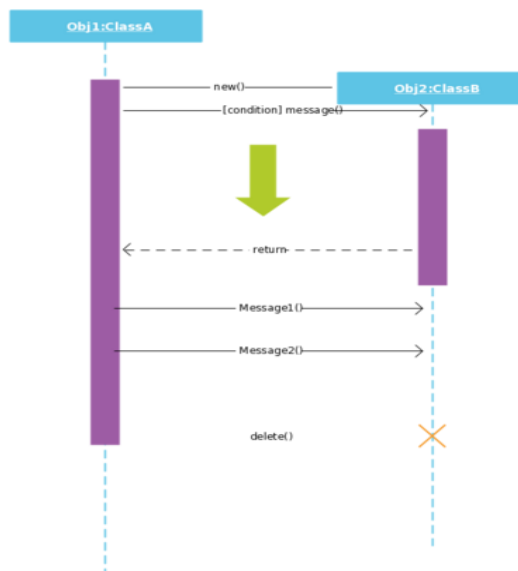 Obj1:ClassA
new()
Obj2:ClassB
[condition] message()
return
Message1()
Message2()
delete()